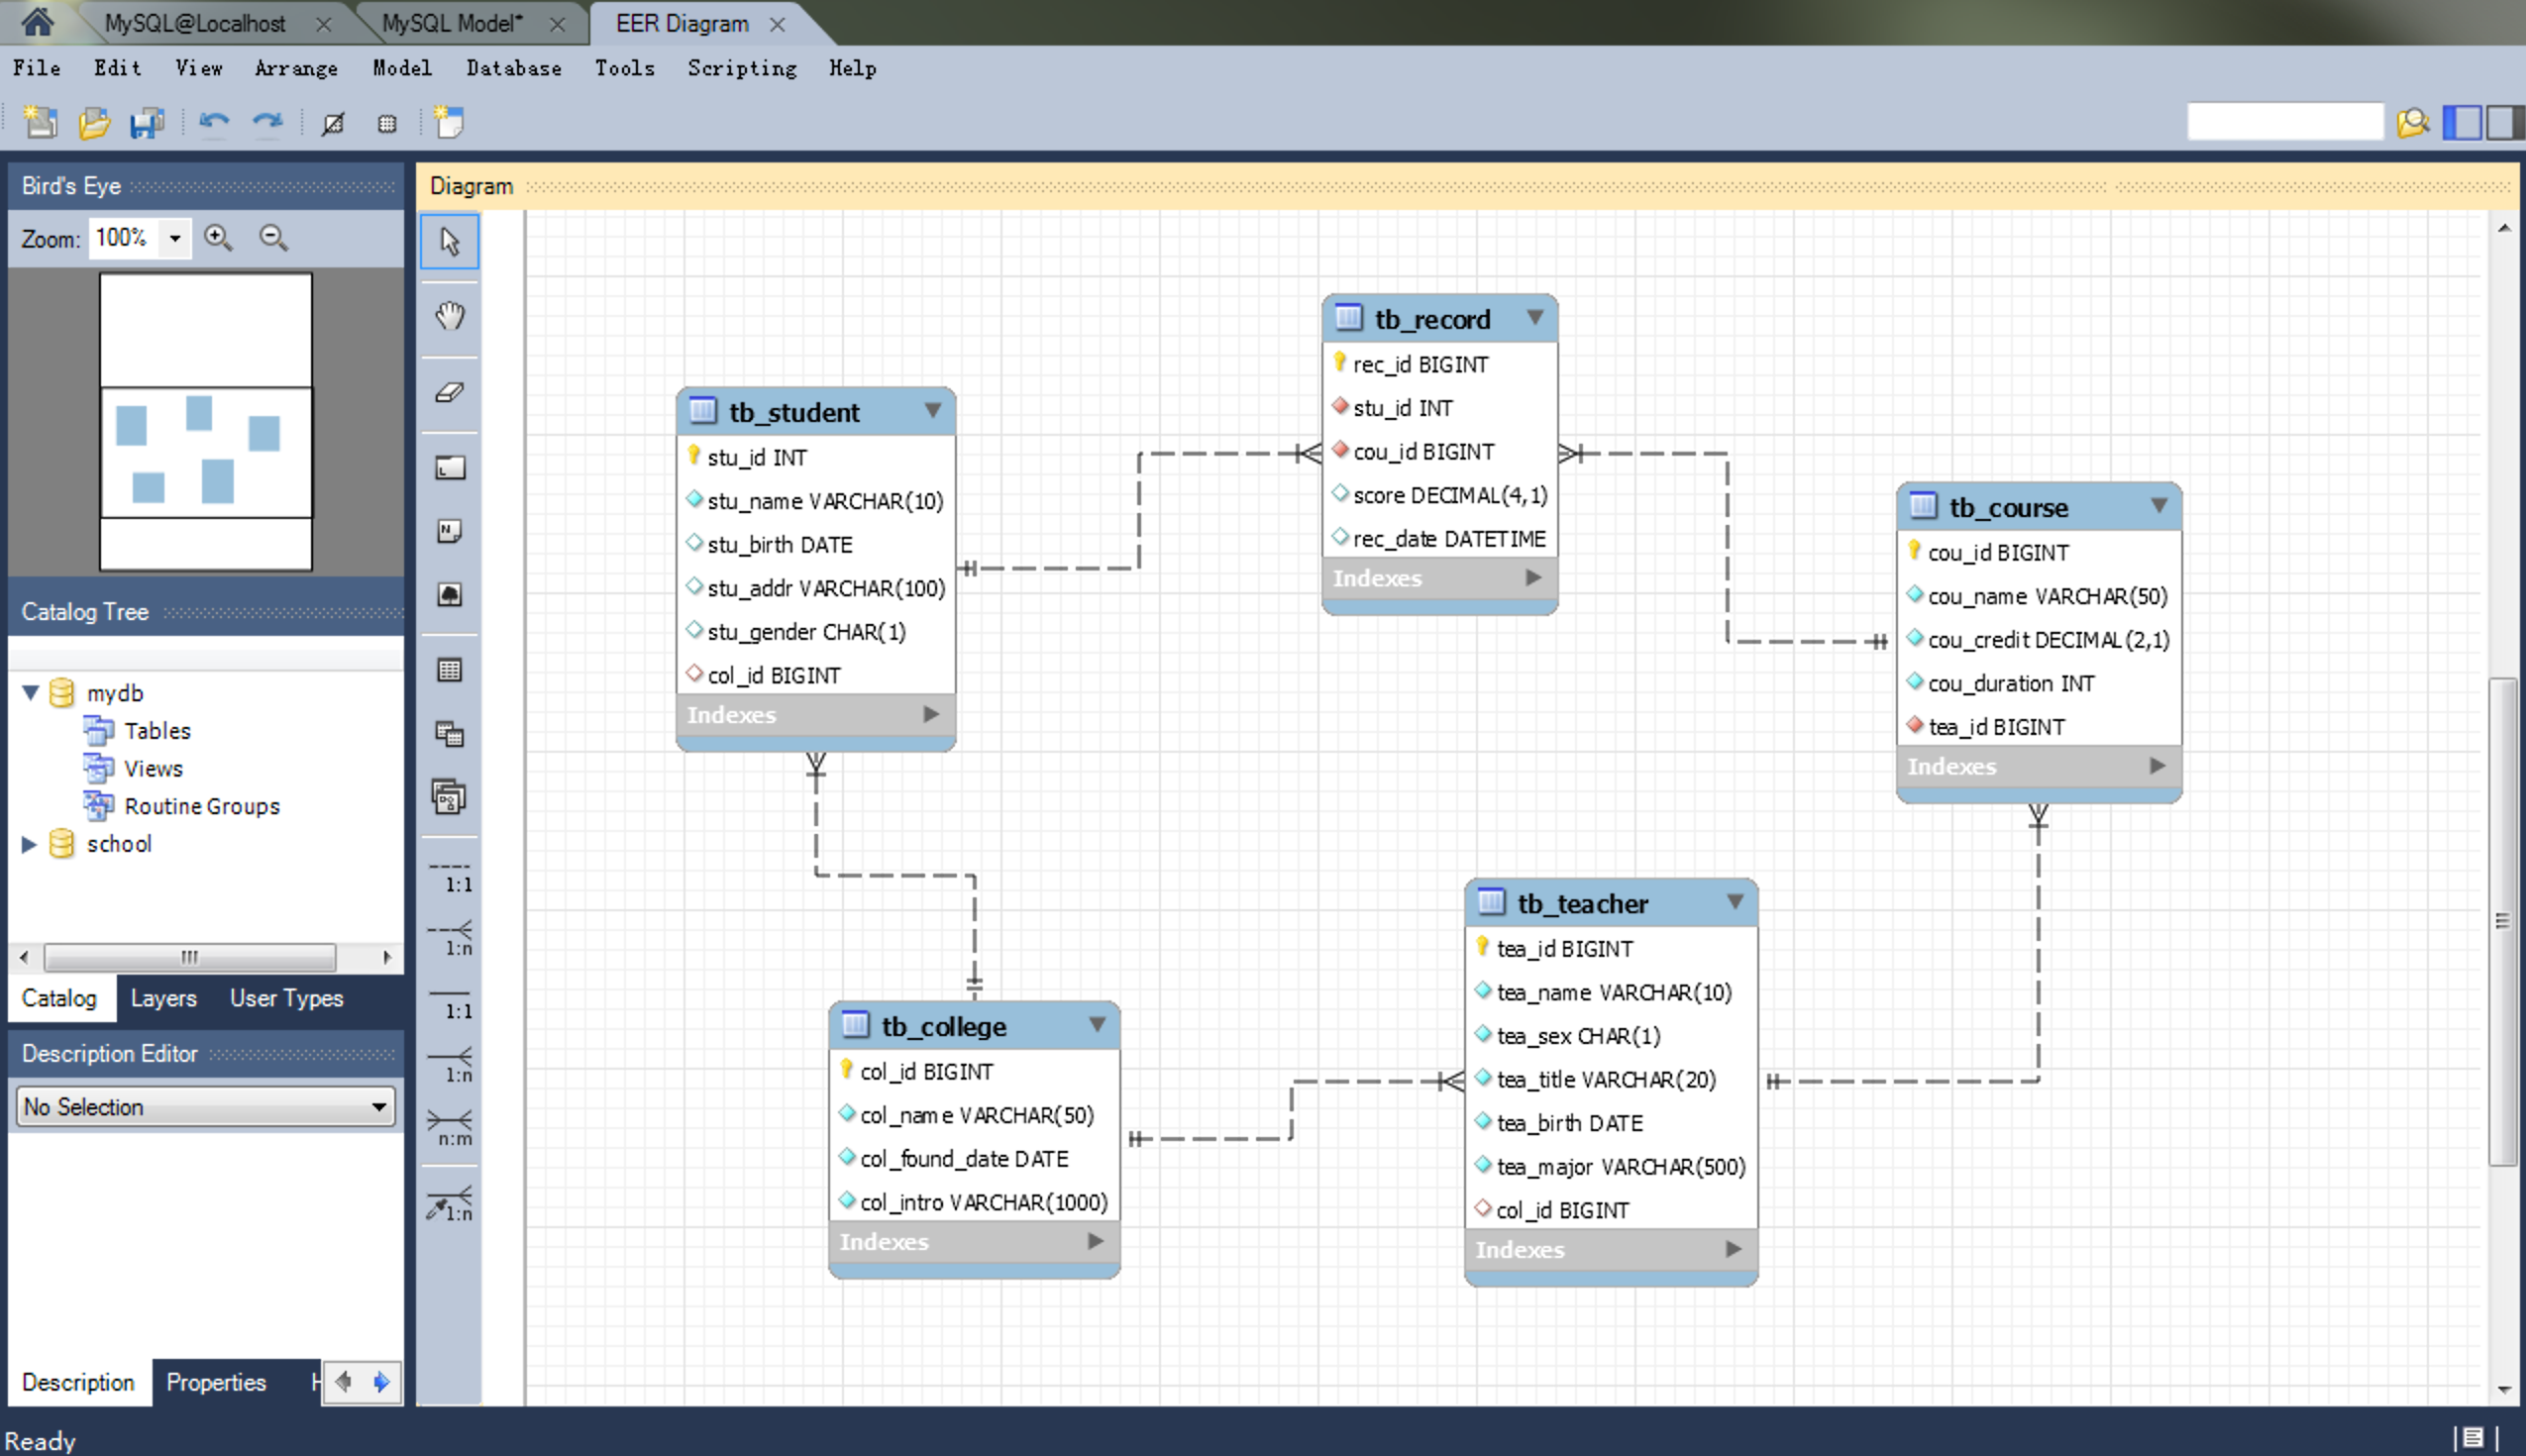 MySQL@Localhost
MySQL Model*
EER Diagram
File Edit View Arrange Model Database Tools Scripting Help
Bird's Eye
Zoom: 100%
Catalog Tree
mydb
Tables
Views
Routine Groups
school
Catalog Layers User Types
Description Editor
No Selection
Description Properties H
Ready
Diagram
1:1
1:n
1:1
1:n
n:m
1:n
tb_student
stu_id INT
stu_name VARCHAR(10)
stu_birth DATE
stu_addr VARCHAR(100)
stu_gender CHAR(1)
col_id BIGINT
Indexes
tb_record
rec_id BIGINT
stu_id INT
cou_id BIGINT
score DECIMAL(4,1)
rec_date DATETIME
Indexes
tb_course
cou_id BIGINT
cou_name VARCHAR(50)
cou_credit DECIMAL(2,1)
cou_duration INT
tea_id BIGINT
Indexes
tb_college
col_id BIGINT
col_name VARCHAR(50)
col_found_date DATE
col_intro VARCHAR(1000)
Indexes
tb_teacher
tea_id BIGINT
tea_name VARCHAR(10)
tea_sex CHAR(1)
tea_title VARCHAR(20)
tea_birth DATE
tea_major VARCHAR(500)
col_id BIGINT
Indexes